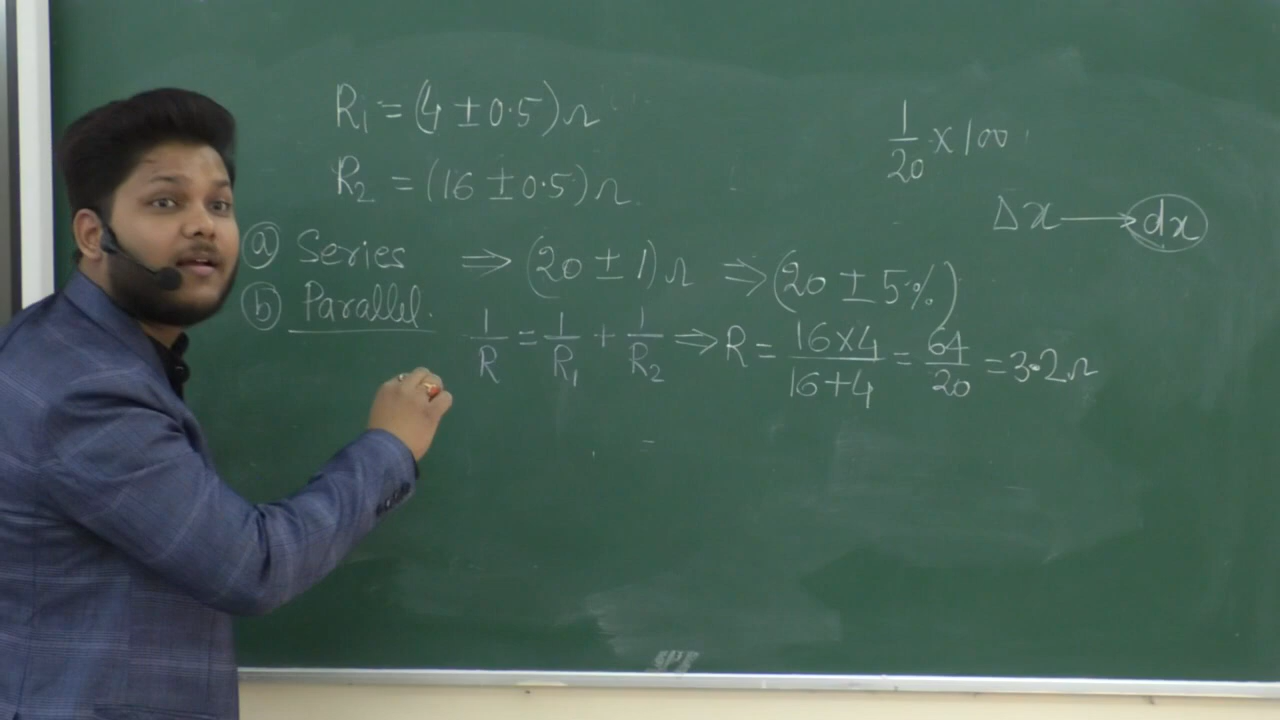 R₁ = (4 ± 0.5) Ω
R₂ = (16 ± 0.5) Ω
(a) Series ⇒ (20 ± 1) Ω ⇒ (20 ± 5%)
(b) Parallel.
1/R = 1/R₁ + 1/R₂ ⇒ R = 16×4/16+4 = 64/20 = 3.2 Ω
1/20 × 100
Δx → dx